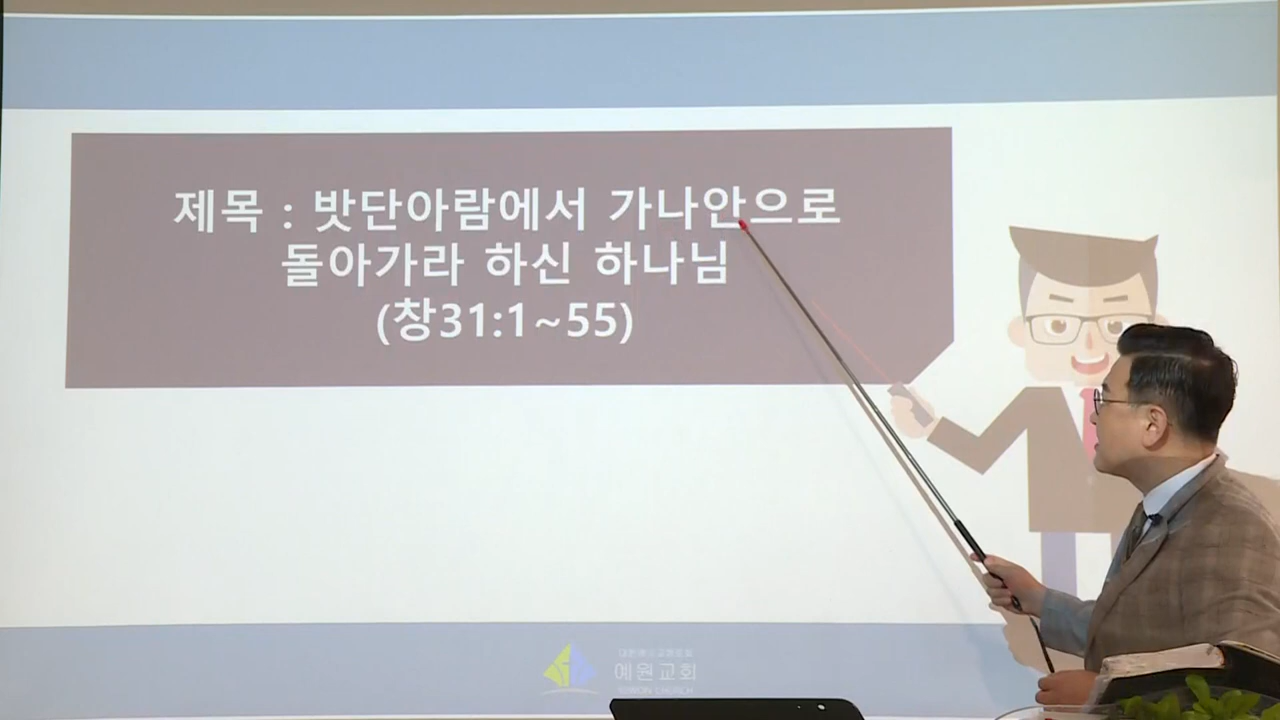 제목 : 밧단아람에서 가나안으로
돌아가라 하신 하나님
(창31:1~55)
예원교회